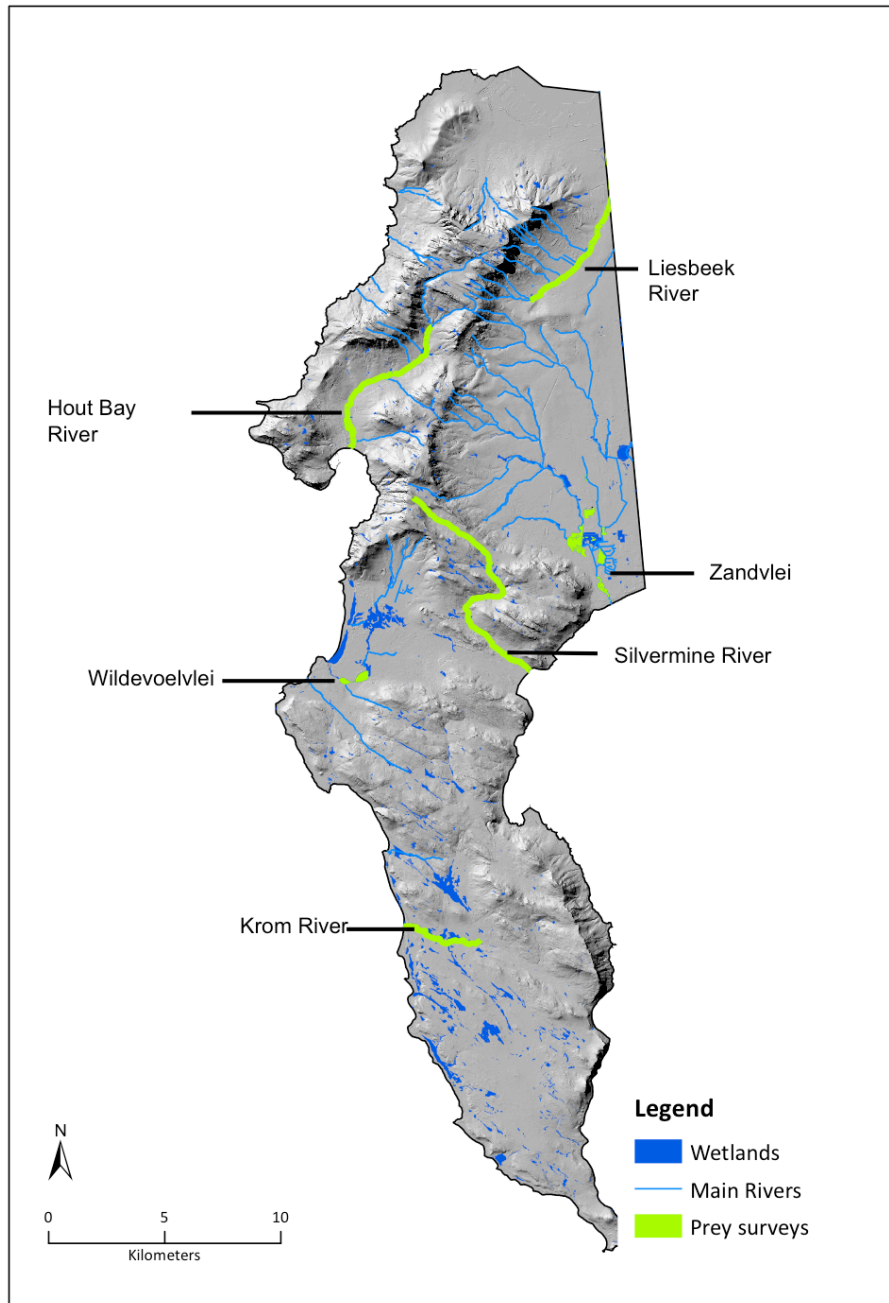 Liesbeek
River
Hout Bay
River
Zandvlei
Silvermine River
Wildevoelvlei
Krom River
Legend
Wetlands
Main Rivers
Prey surveys
N
0 5 10
Kilometers